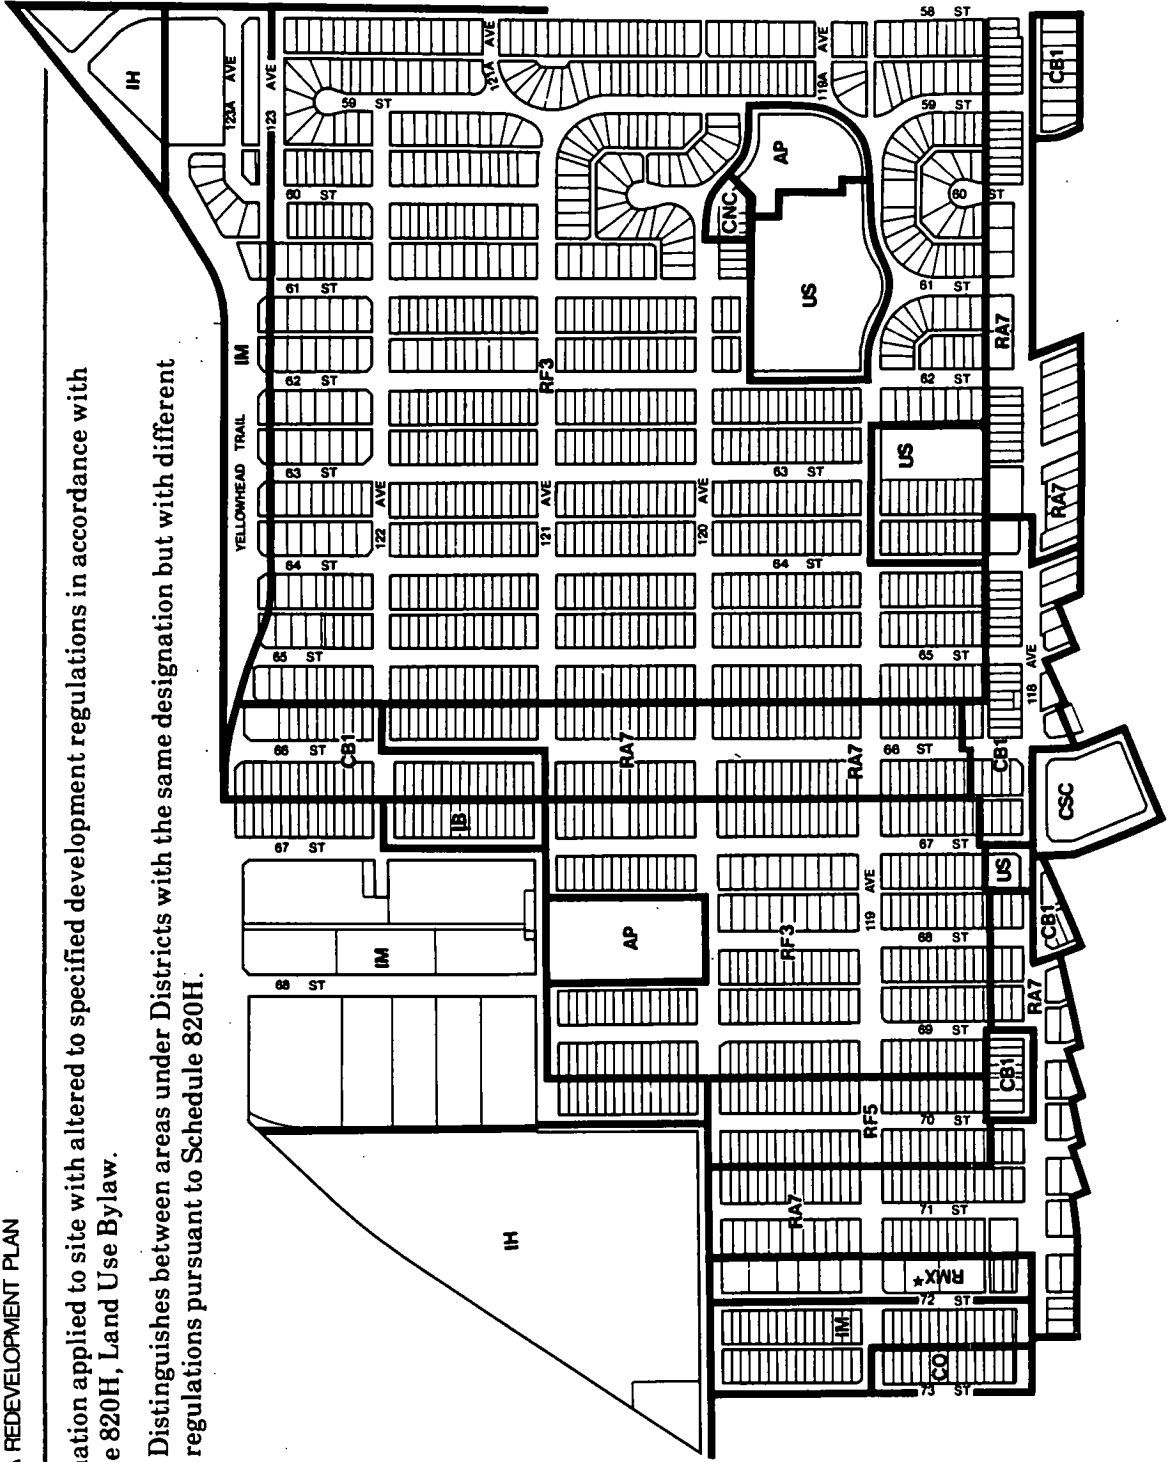 REDEVELOPMENT PLAN
ation applied to site with altered to specified development regulations in accordance with
e 820H, Land Use Bylaw.
Distinguishes between areas under Districts with the same designation but with different
regulations pursuant to Schedule 820H.
IH
123A AVE
123 AVE
59 ST
121A AVE
119A AVE
58 ST
59 ST
CB1
60 ST
AP
CNC
60 ST
61 ST
US
61 ST
RA7
IM
62 ST
RF3
62 ST
YELLOWHEAD TRAIL
63 ST
63 ST
US
RA7
122 AVE
121 AVE
120 AVE
64 ST
64 ST
65 ST
65 ST
118 AVE
66 ST
CB1
RA7
RA7
66 ST
CB1
CSC
IB
67 ST
67 ST
US
119 AVE
CB1
IM
AP
RF3
68 ST
68 ST
RA7
69 ST
CB1
RF5
70 ST
IH
RA7
71 ST
RMX*
72 ST
IM
CO
73 ST